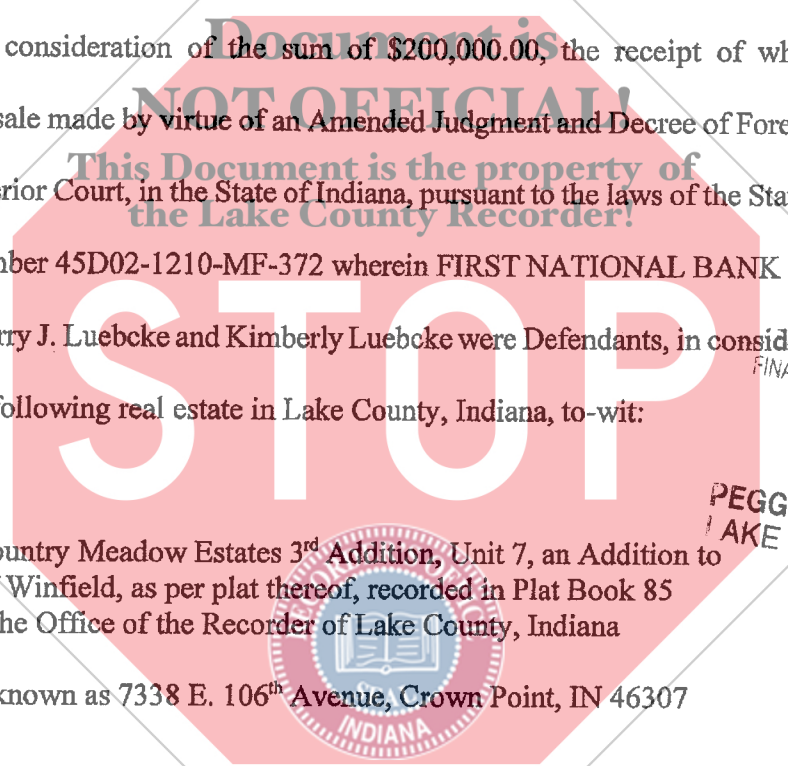 Document is
consideration of the sum of $200,000.00, the receipt of wh
NOT OFFICIAL!
sale made by virtue of an Amended Judgment and Decree of Fore
This Document is the property of
rior Court, in the State of Indiana, pursuant to the laws of the Sta
the Lake County Recorder!
ber 45D02-1210-MF-372 wherein FIRST NATIONAL BANK
rry J. Luebcke and Kimberly Luebcke were Defendants, in consid
FINA
ollowing real estate in Lake County, Indiana, to-wit:
STOP
PEGG
LAKE
ountry Meadow Estates 3rd Addition, Unit 7, an Addition to
Winfield, as per plat thereof, recorded in Plat Book 85
he Office of the Recorder of Lake County, Indiana
known as 7338 E. 106th Avenue, Crown Point, IN 46307
SEAL
INDIANA